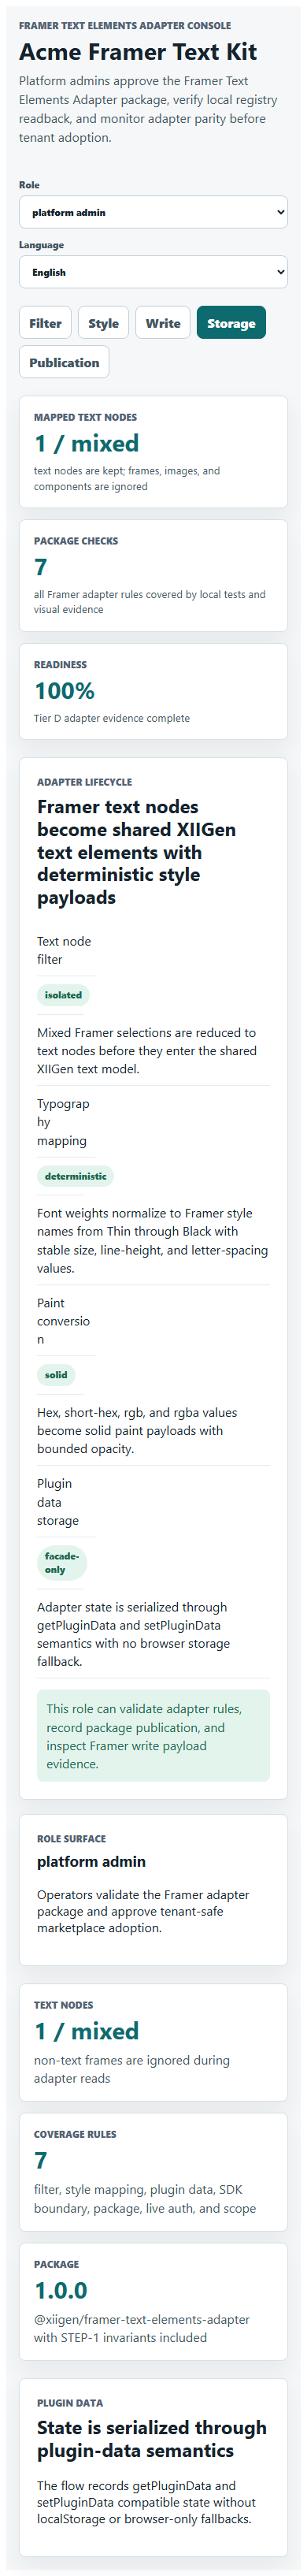 FRAMER TEXT ELEMENTS ADAPTER CONSOLE
Acme Framer Text Kit
Platform admins approve the Framer Text
Elements Adapter package, verify local registry
readback, and monitor adapter parity before
tenant adoption.
Role
platform admin
Language
English
Filter
Style
Write
Storage
Publication
MAPPED TEXT NODES
1 / mixed
text nodes are kept; frames, images, and
components are ignored
PACKAGE CHECKS
7
all Framer adapter rules covered by local tests and
visual evidence
READINESS
100%
Tier D adapter evidence complete
ADAPTER LIFECYCLE
Framer text nodes
become shared XIIGen
text elements with
deterministic style
payloads
Text node
filter
isolated
Mixed Framer selections are reduced to
text nodes before they enter the shared
XIIGen text model.
Typograp
hy
mapping
deterministic
Font weights normalize to Framer style
names from Thin through Black with
stable size, line-height, and letter-spacing
values.
Paint
conversio
n
solid
Hex, short-hex, rgb, and rgba values
become solid paint payloads with
bounded opacity.
Plugin
data
storage
facade-
only
Adapter state is serialized through
getPluginData and setPluginData
semantics with no browser storage
fallback.
This role can validate adapter rules,
record package publication, and
inspect Framer write payload
evidence.
ROLE SURFACE
platform admin
Operators validate the Framer adapter
package and approve tenant-safe
marketplace adoption.
TEXT NODES
1 / mixed
non-text frames are ignored during
adapter reads
COVERAGE RULES
7
filter, style mapping, plugin data, SDK
boundary, package, live auth, and scope
PACKAGE
1.0.0
@xiigen/framer-text-elements-adapter
with STEP-1 invariants included
PLUGIN DATA
State is serialized through
plugin-data semantics
The flow records getPluginData and
setPluginData compatible state without
localStorage or browser-only fallbacks.